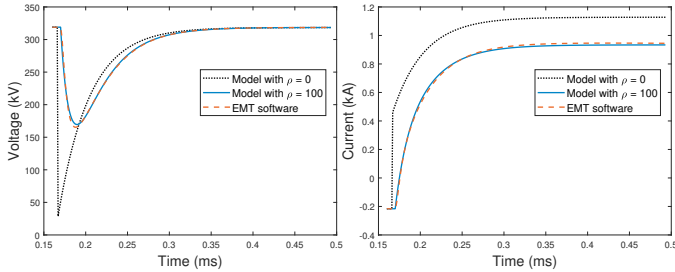 350
300
250
200
150
100
50
0
Voltage (kV)
0.15 0.2 0.25 0.3 0.35 0.4 0.45 0.5
Time (ms)
Model with ρ = 0
Model with ρ = 100
EMT software
1.2
1
0.8
0.6
0.4
0.2
0
-0.2
-0.4
Current (kA)
0.15 0.2 0.25 0.3 0.35 0.4 0.45 0.5
Time (ms)
Model with ρ = 0
Model with ρ = 100
EMT software